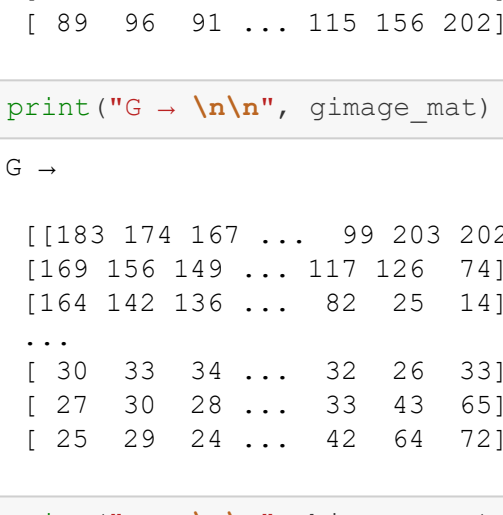 [ 89 96 91 ... 115 156 202]
print("G → \n\n", gimage_mat)
G →
[[183 174 167 ... 99 203 202
[169 156 149 ... 117 126 74]
[164 142 136 ... 82 25 14]
...
[ 30 33 34 ... 32 26 33]
[ 27 30 28 ... 33 43 65]
[ 25 29 24 ... 42 64 72]